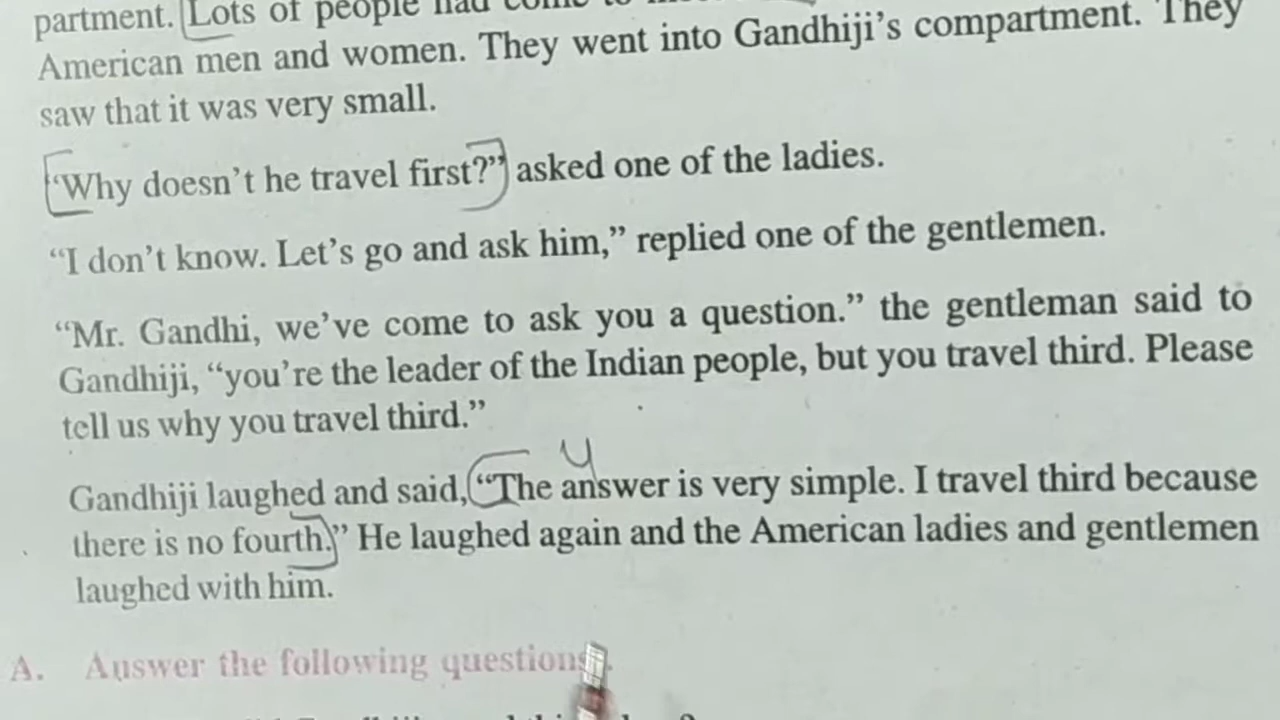 partment. Lots of people had come to
American men and women. They went into Gandhiji's compartment. They
saw that it was very small.
"Why doesn't he travel first?" asked one of the ladies.
"I don't know. Let's go and ask him," replied one of the gentlemen.
"Mr. Gandhi, we've come to ask you a question." the gentleman said to
Gandhiji, "you're the leader of the Indian people, but you travel third. Please
tell us why you travel third."
Gandhiji laughed and said, "The answer is very simple. I travel third because
there is no fourth." He laughed again and the American ladies and gentlemen
laughed with him.
A. Answer the following questions.